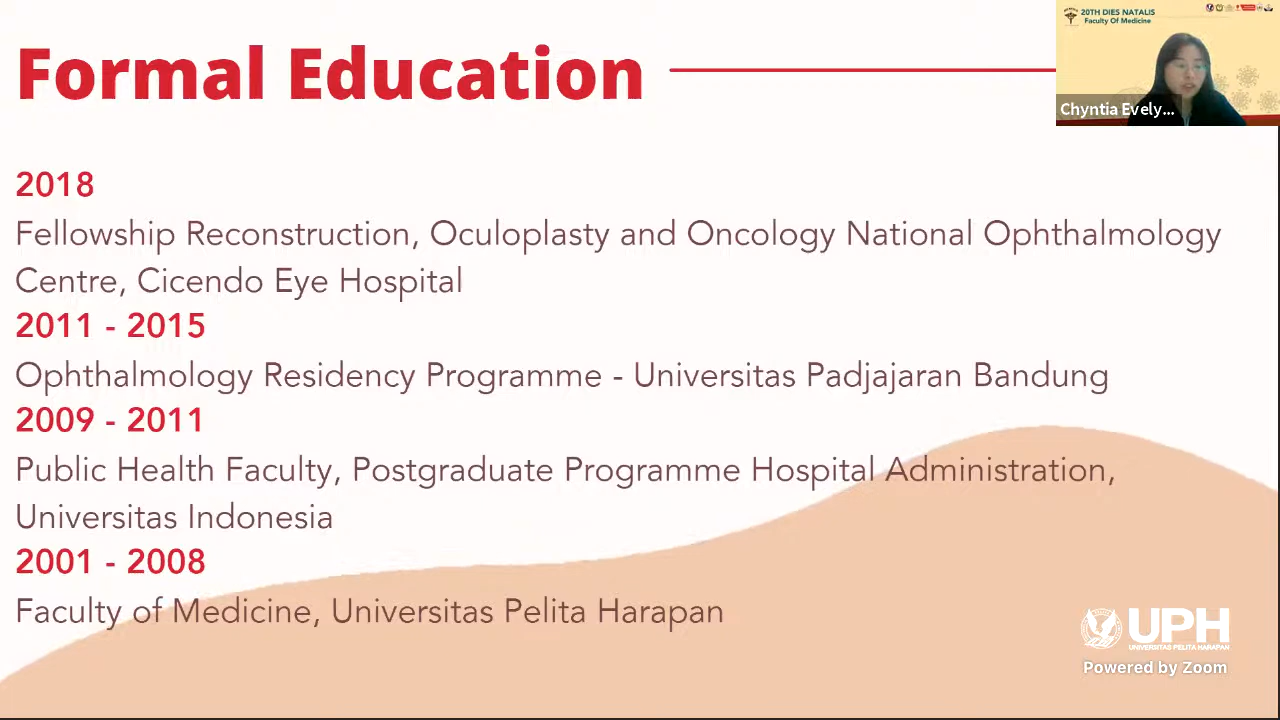 Formal Education
20TH DIES NATALIS
Faculty Of Medicine
Chyntia Evely...
2018
Fellowship Reconstruction, Oculoplasty and Oncology National Ophthalmology
Centre, Cicendo Eye Hospital
2011 - 2015
Ophthalmology Residency Programme - Universitas Padjajaran Bandung
2009 - 2011
Public Health Faculty, Postgraduate Programme Hospital Administration,
Universitas Indonesia
2001 - 2008
Faculty of Medicine, Universitas Pelita Harapan
UPH
UNIVERSITAS PELITA HARAPAN
Powered by Zoom